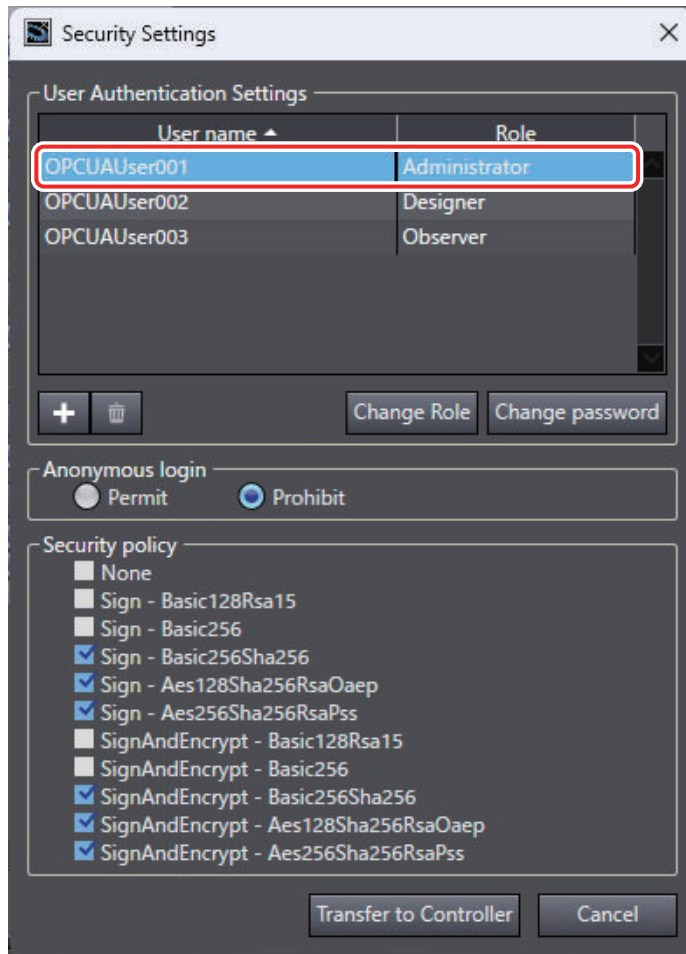 Security Settings
User Authentication Settings
User name Role
OPCUAUser001 Administrator
OPCUAUser002 Designer
OPCUAUser003 Observer
Change Role Change password
Anonymous login
Permit Prohibit
Security policy
None
Sign - Basic128Rsa15
Sign - Basic256
Sign - Basic256Sha256
Sign - Aes128Sha256RsaOaep
Sign - Aes256Sha256RsaPss
SignAndEncrypt - Basic128Rsa15
SignAndEncrypt - Basic256
SignAndEncrypt - Basic256Sha256
SignAndEncrypt - Aes128Sha256RsaOaep
SignAndEncrypt - Aes256Sha256RsaPss
Transfer to Controller Cancel